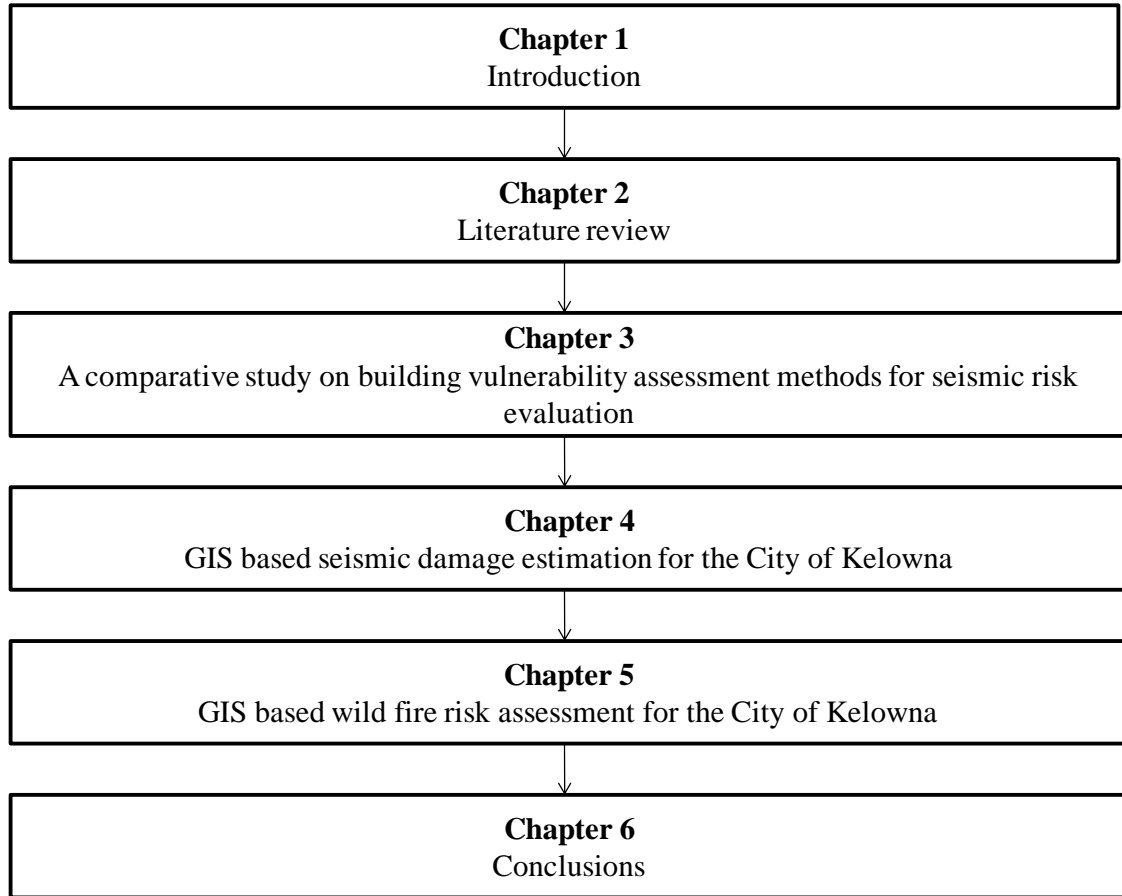 Chapter 1
Introduction
Chapter 2
Literature review
Chapter 3
A comparative study on building vulnerability assessment methods for seismic risk
evaluation
Chapter 4
GIS based seismic damage estimation for the City of Kelowna
Chapter 5
GIS based wild fire risk assessment for the City of Kelowna
Chapter 6
Conclusions